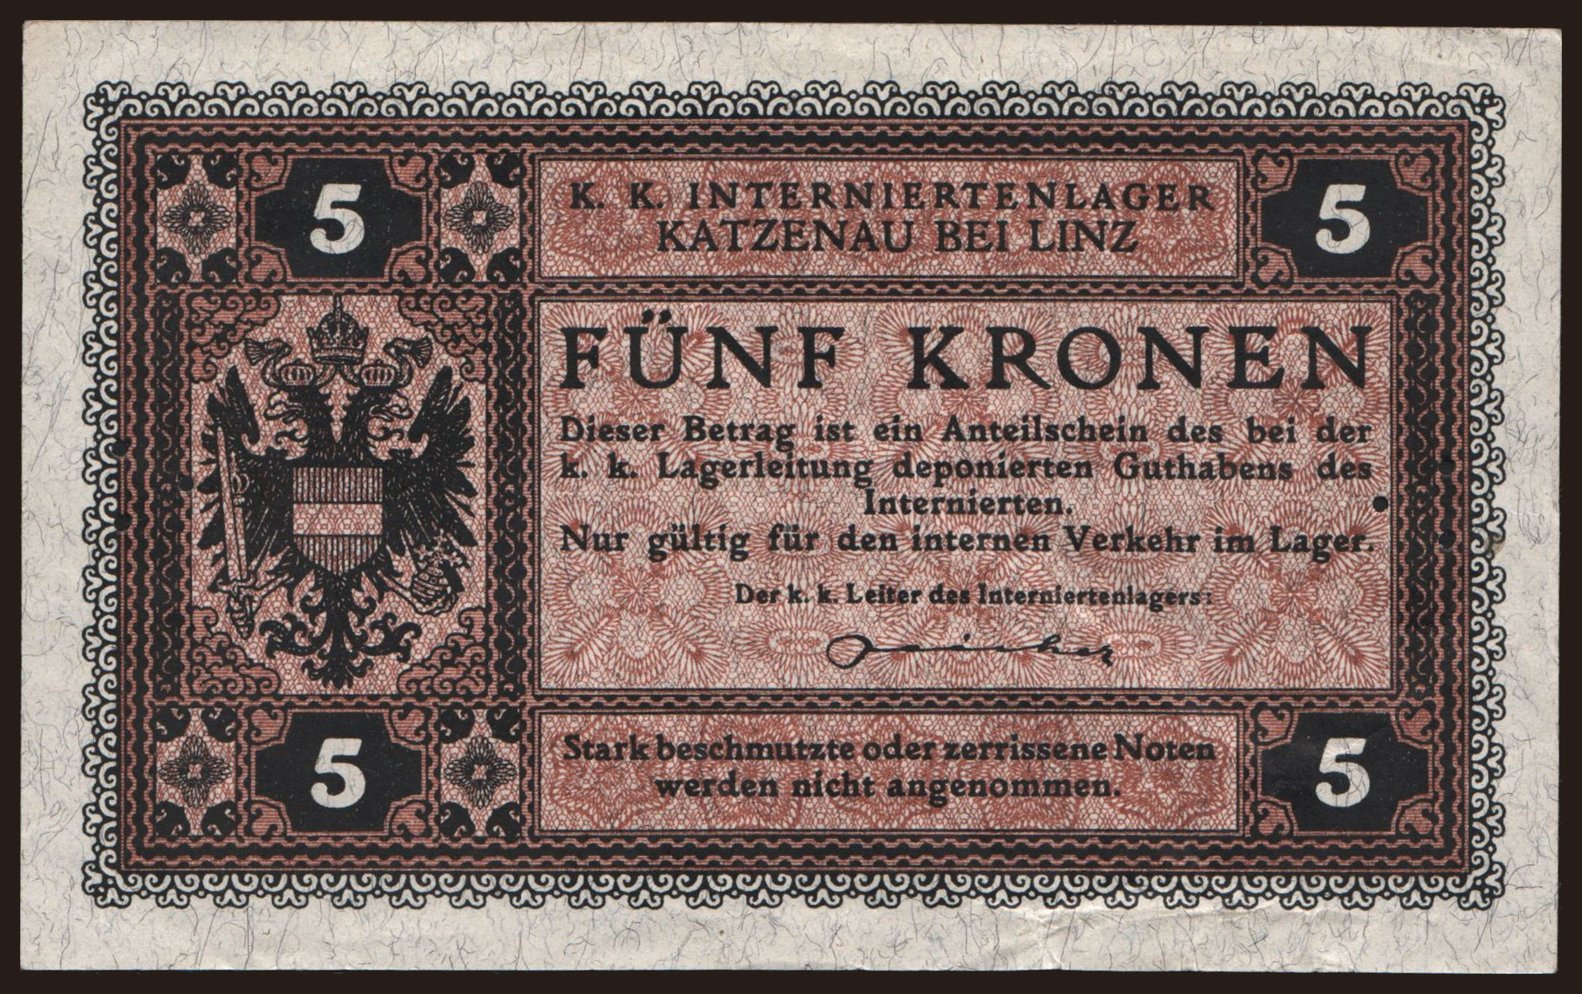 5
K. K. INTERNIERTENLAGER
KATZENAU BEI LINZ
5
FÜNF KRONEN
Dieser Betrag ist ein Anteilschein des bei der
k. k. Lagerleitung deponierten Guthabens des
Internierten.
Nur gültig für den internen Verkehr im Lager.
Der k. k. Leiter des Interniertenlagers:
5
Stark beschmutzte oder zerrissene Noten
werden nicht angenommen.
5